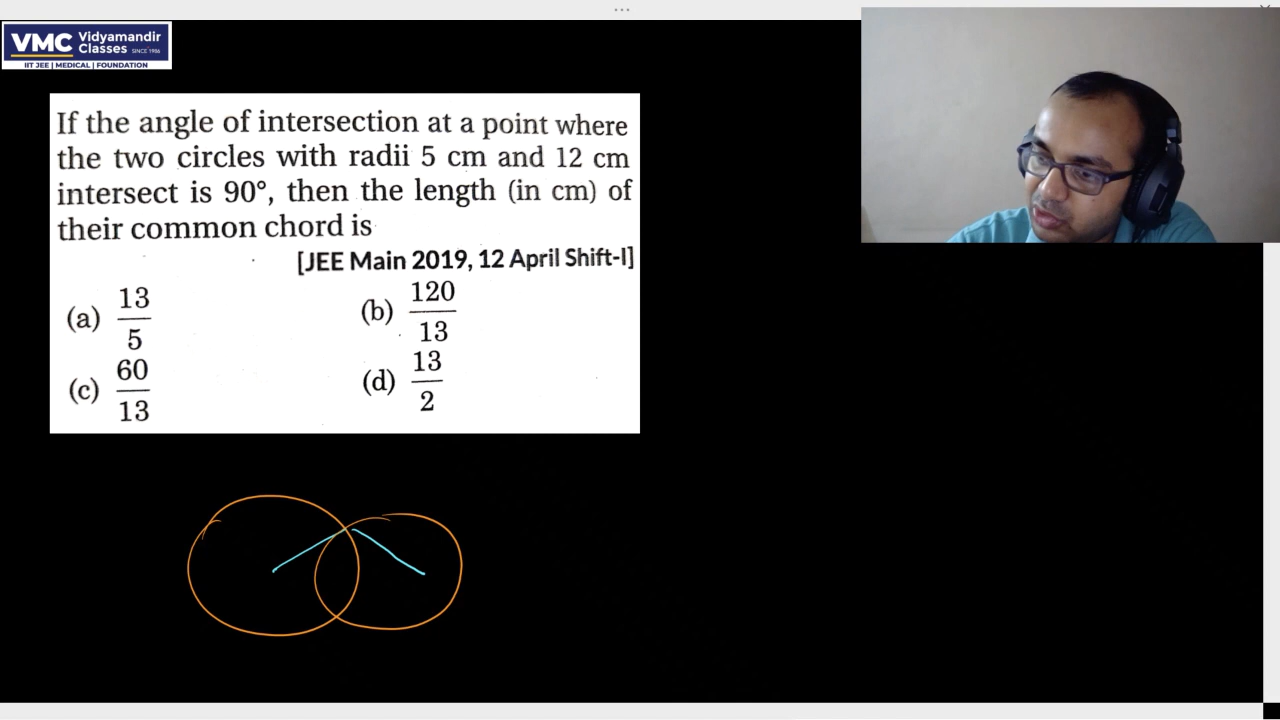 VMC Vidyamandir
Classes SINCE 1986
IIT JEE | MEDICAL | FOUNDATION
If the angle of intersection at a point where
the two circles with radii 5 cm and 12 cm
intersect is 90°, then the length (in cm) of
their common chord is
[JEE Main 2019, 12 April Shift-I]
(a) 13/5 (b) 120/13
(c) 60/13 (d) 13/2